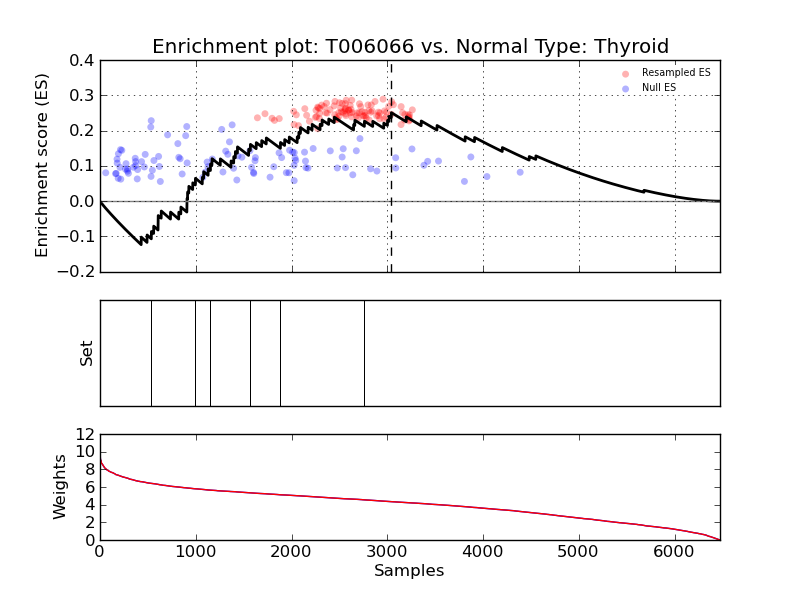 Enrichment plot: T006066 vs. Normal Type: Thyroid
Enrichment score (ES)
0.4
0.3
0.2
0.1
0.0
−0.1
−0.2
Resampled ES
Null ES
Set
Weights
12
10
8
6
4
2
0
0 1000 2000 3000 4000 5000 6000
Samples